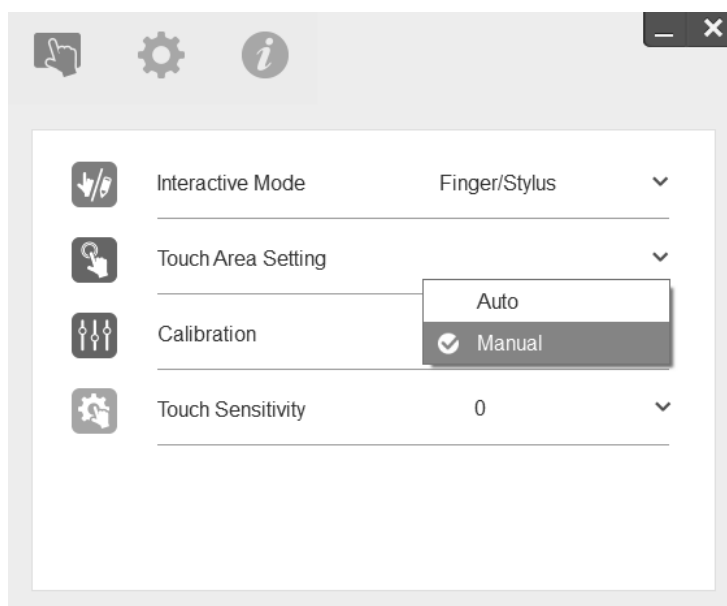 Interactive Mode Finger/Stylus
Touch Area Setting
Auto
Calibration
Manual
Touch Sensitivity 0